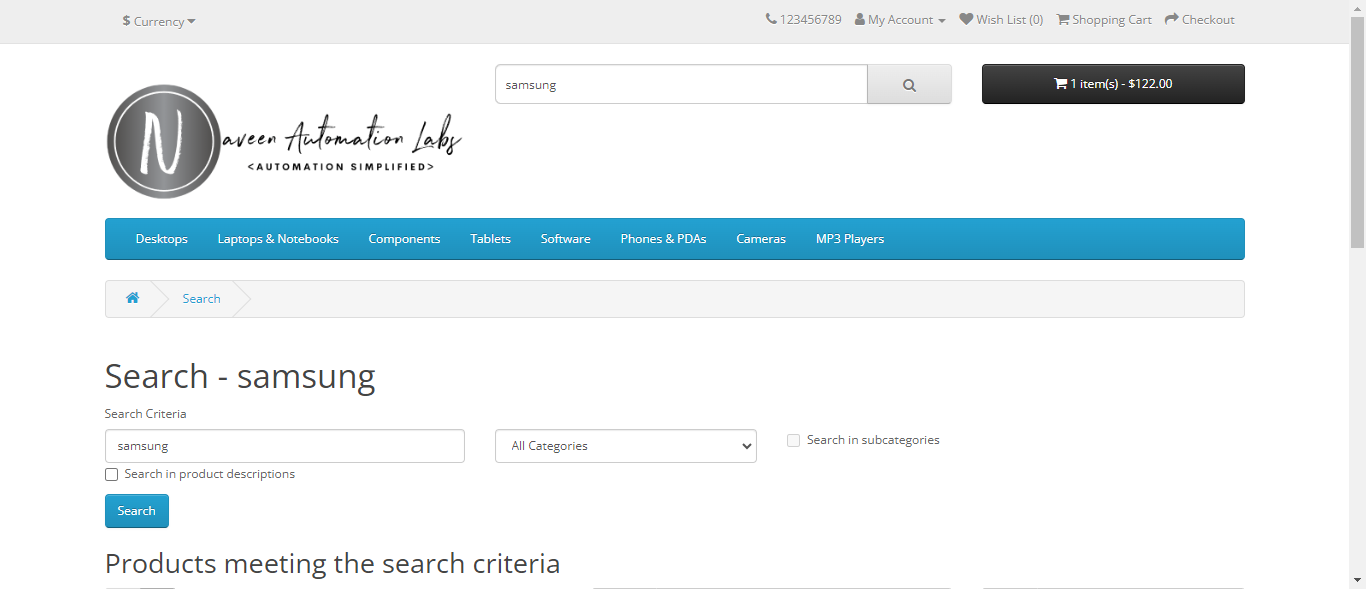 $ Currency 123456789 My Account Wish List (0) Shopping Cart Checkout
samsung 1 item(s) - $122.00
N aveen Automation Labs
<AUTOMATION SIMPLIFIED>
Desktops Laptops & Notebooks Components Tablets Software Phones & PDAs Cameras MP3 Players
Search
Search - samsung
Search Criteria
samsung All Categories Search in subcategories
Search in product descriptions
Search
Products meeting the search criteria